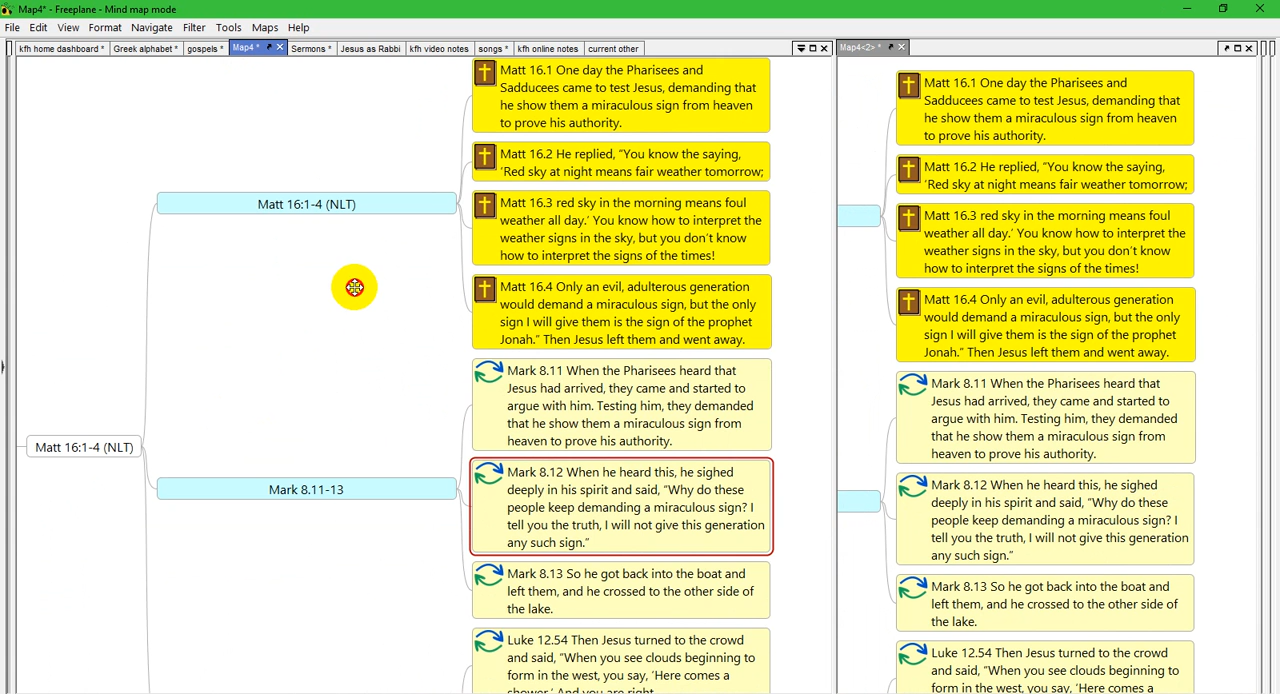 Map4* - Freeplane - Mind map mode
File Edit View Format Navigate Filter Tools Maps Help
kfh home dashboard * Greek alphabet * gospels * Map4 * Sermons * Jesus as Rabbi kfh video notes songs * kfh online notes current other
Map4<2> *
Matt 16:1-4 (NLT)
Matt 16:1-4 (NLT)
Matt 16.1 One day the Pharisees and
Sadducees came to test Jesus, demanding that
he show them a miraculous sign from heaven
to prove his authority.
Matt 16.2 He replied, “You know the saying,
‘Red sky at night means fair weather tomorrow;
Matt 16.3 red sky in the morning means foul
weather all day.’ You know how to interpret the
weather signs in the sky, but you don’t know
how to interpret the signs of the times!
Matt 16.4 Only an evil, adulterous generation
would demand a miraculous sign, but the only
sign I will give them is the sign of the prophet
Jonah.” Then Jesus left them and went away.
Mark 8.11-13
Mark 8.11 When the Pharisees heard that
Jesus had arrived, they came and started to
argue with him. Testing him, they demanded
that he show them a miraculous sign from
heaven to prove his authority.
Mark 8.12 When he heard this, he sighed
deeply in his spirit and said, “Why do these
people keep demanding a miraculous sign? I
tell you the truth, I will not give this generation
any such sign.”
Mark 8.13 So he got back into the boat and
left them, and he crossed to the other side of
the lake.
Luke 12.54 Then Jesus turned to the crowd
and said, “When you see clouds beginning to
form in the west, you say, ‘Here comes a
shower.’ And you are right.
Matt 16.1 One day the Pharisees and
Sadducees came to test Jesus, demanding that
he show them a miraculous sign from heaven
to prove his authority.
Matt 16.2 He replied, “You know the saying,
‘Red sky at night means fair weather tomorrow;
Matt 16.3 red sky in the morning means foul
weather all day.’ You know how to interpret the
weather signs in the sky, but you don’t know
how to interpret the signs of the times!
Matt 16.4 Only an evil, adulterous generation
would demand a miraculous sign, but the only
sign I will give them is the sign of the prophet
Jonah.” Then Jesus left them and went away.
Mark 8.11 When the Pharisees heard that
Jesus had arrived, they came and started to
argue with him. Testing him, they demanded
that he show them a miraculous sign from
heaven to prove his authority.
Mark 8.12 When he heard this, he sighed
deeply in his spirit and said, “Why do these
people keep demanding a miraculous sign? I
tell you the truth, I will not give this generation
any such sign.”
Mark 8.13 So he got back into the boat and
left them, and he crossed to the other side of
the lake.
Luke 12.54 Then Jesus turned to the crowd
and said, “When you see clouds beginning to
form in the west, you say, ‘Here comes a